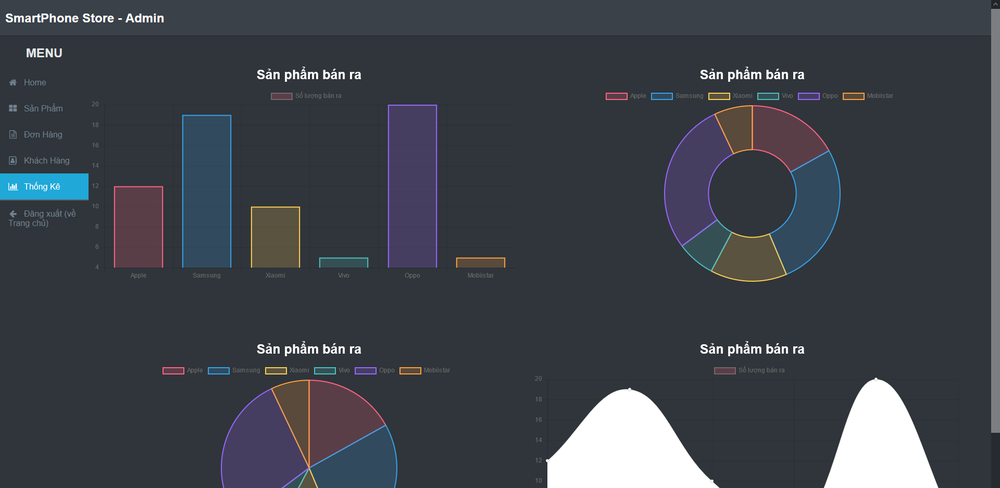 SmartPhone Store - Admin
MENU
Home
Sản Phẩm
Đơn Hàng
Khách Hàng
Thống Kê
Đăng xuất (về
Trang chủ)
Sản phẩm bán ra
Số lượng bán ra
20
18
16
14
12
10
8
6
4
Apple Samsung Xiaomi Vivo Oppo Mobiistar
Sản phẩm bán ra
Apple Samsung Xiaomi Vivo Oppo Mobiistar
Sản phẩm bán ra
Apple Samsung Xiaomi Vivo Oppo Mobiistar
Sản phẩm bán ra
Số lượng bán ra
20
18
16
14
12
10